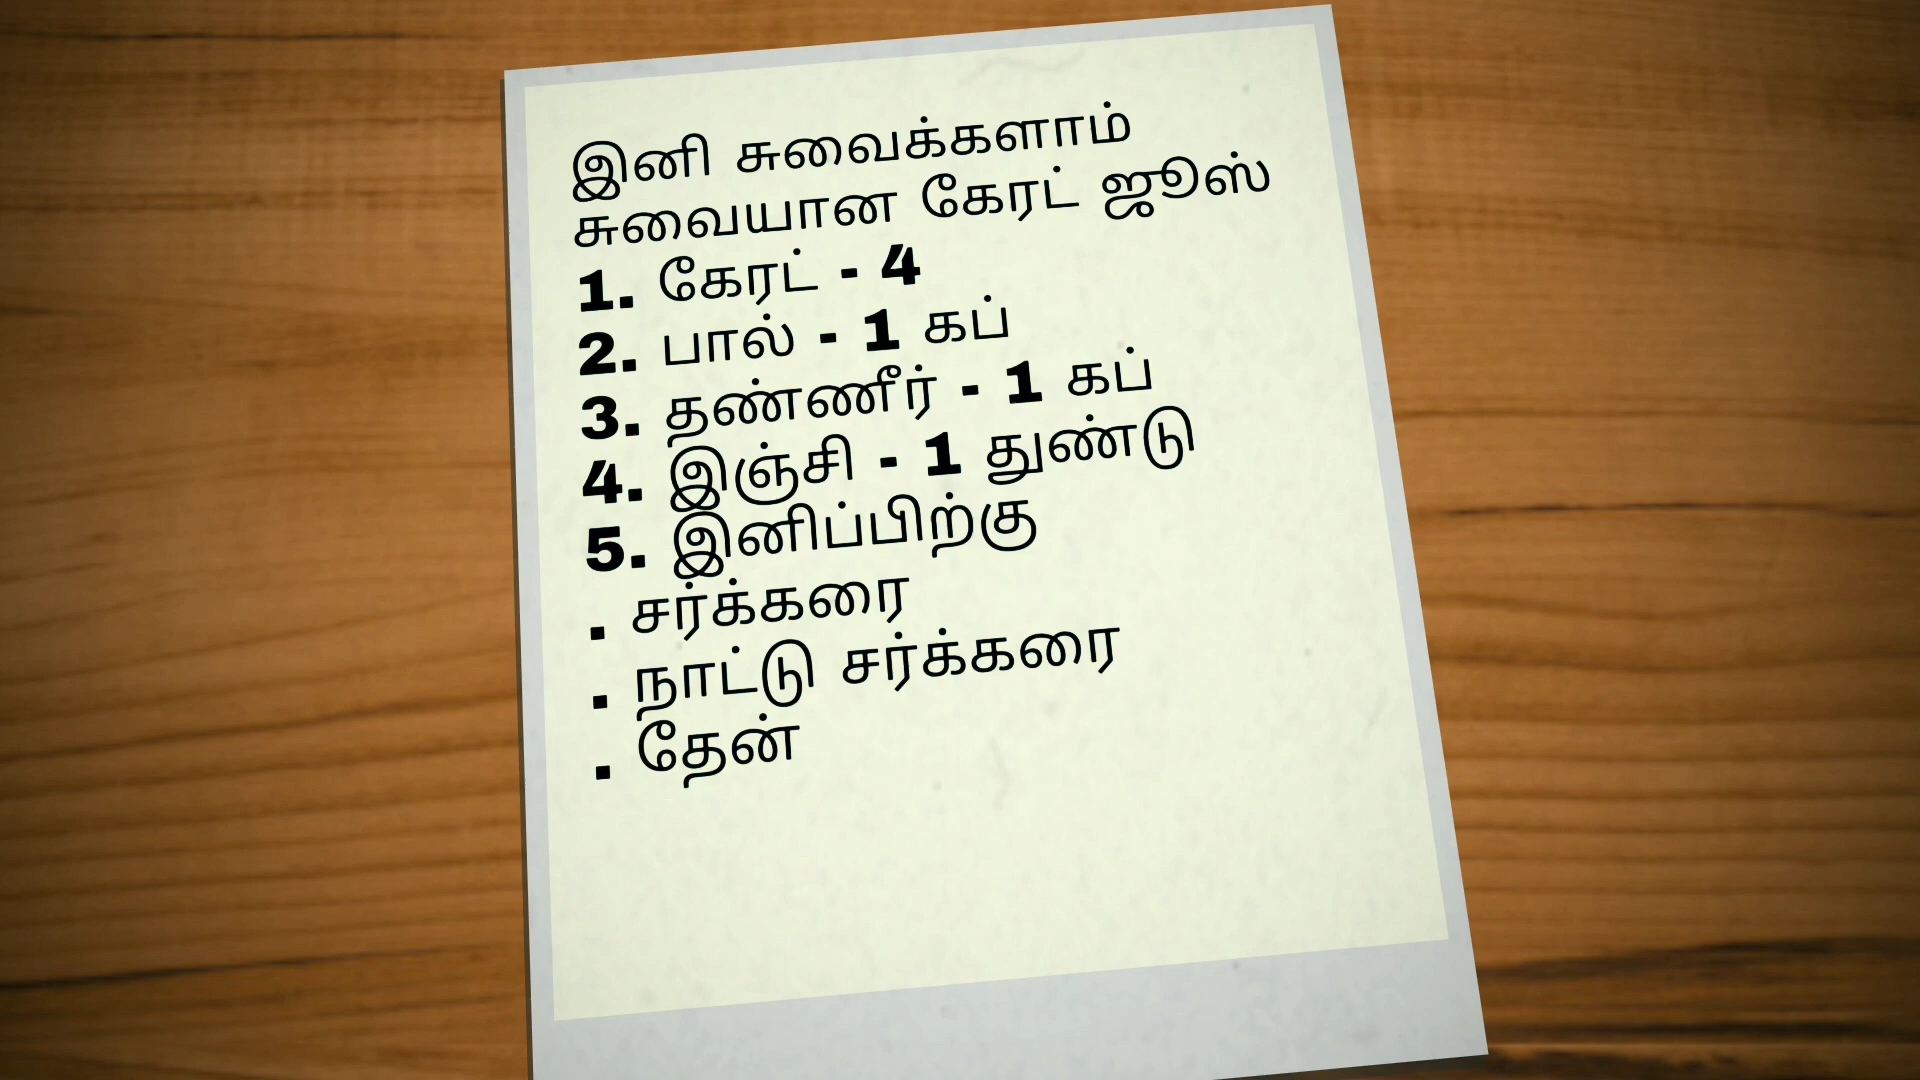 இனி சுவைக்களாம்
சுவையான கேரட் ஜூஸ்
1. கேரட் - 4
2. பால் - 1 கப்
3. தண்ணீர் - 1 கப்
4. இஞ்சி - 1 துண்டு
5. இனிப்பிற்கு
. சர்க்கரை
. நாட்டு சர்க்கரை
. தேன்